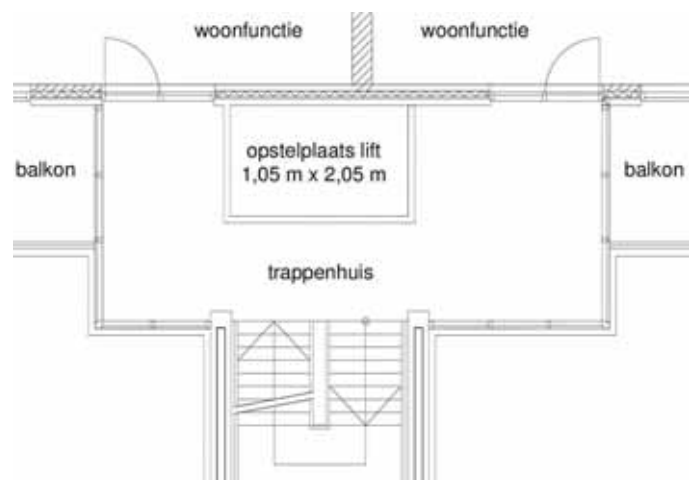 woonfunctie
woonfunctie
opstelplaats lift
1,05 m x 2,05 m
balkon
balkon
trappenhuis